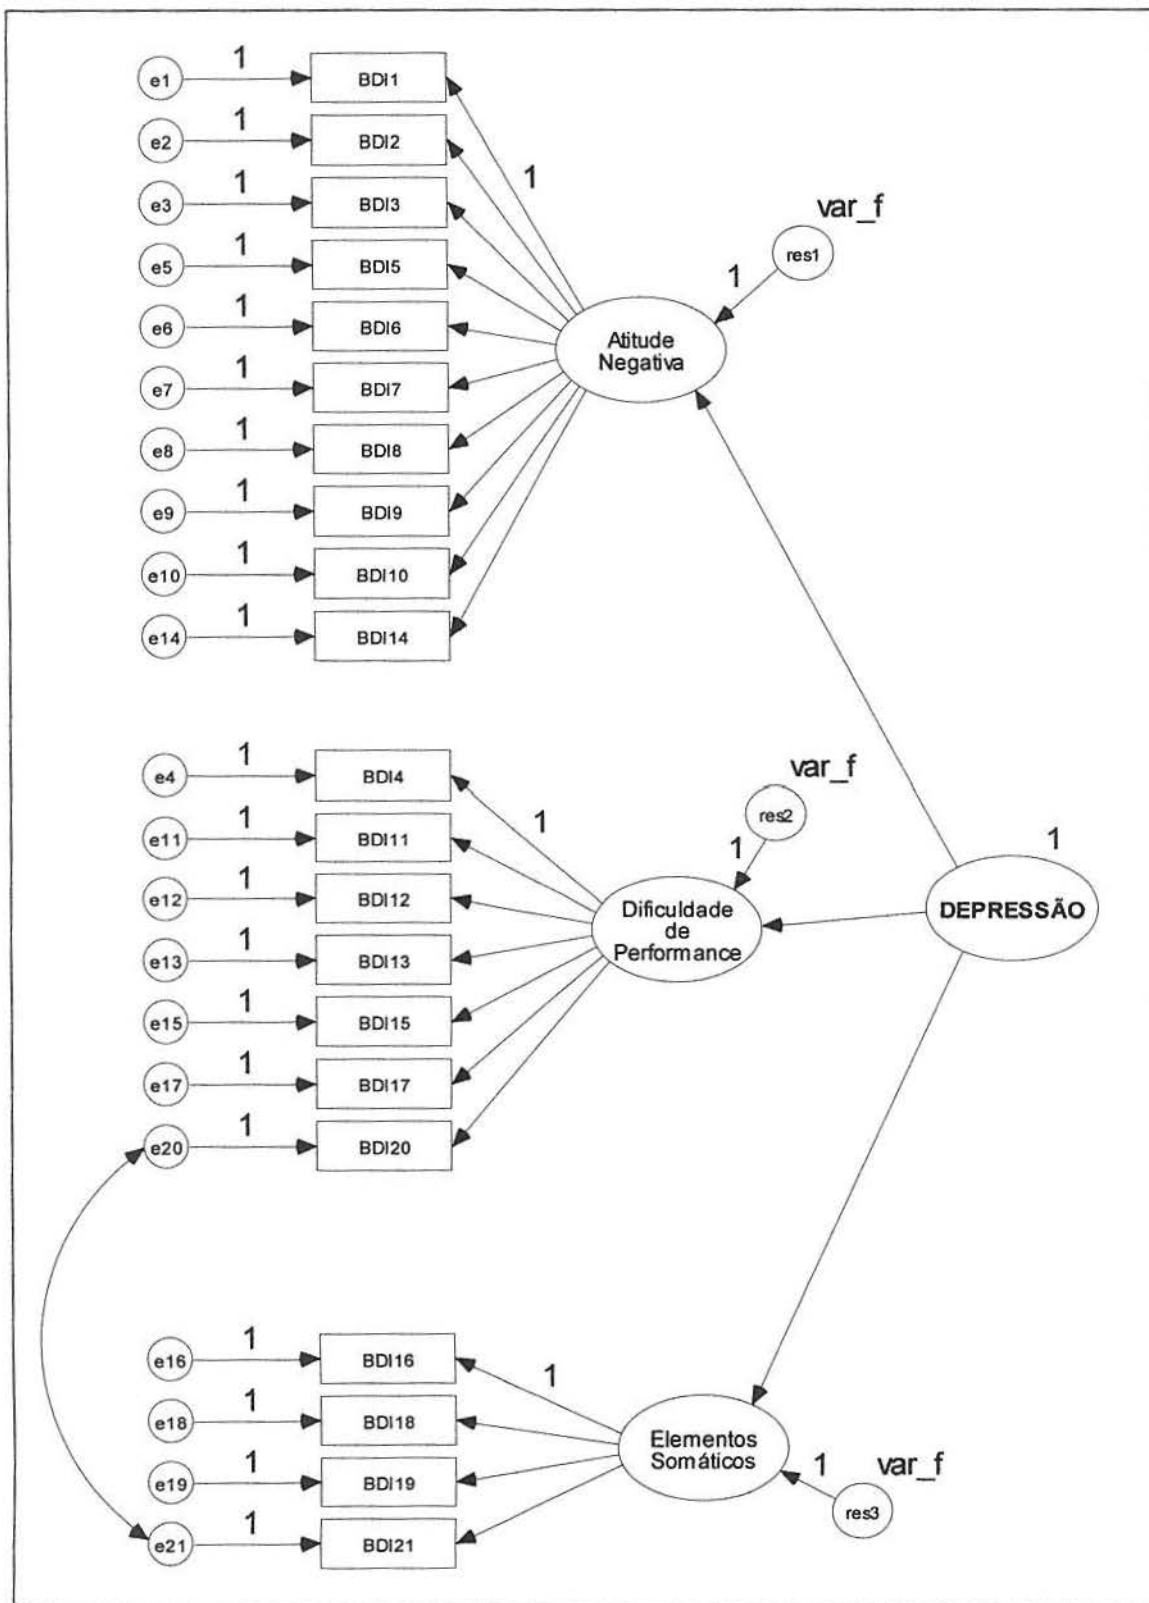 e1 1 BDI1
e2 1 BDI2
e3 1 BDI3
1
var_f
res1
1
e5 1 BDI5
e6 1 BDI6
Atitude
Negativa
e7 1 BDI7
e8 1 BDI8
e9 1 BDI9
e10 1 BDI10
e14 1 BDI14
e4 1 BDI4
var_f
res2
1
1
e11 1 BDI11
1
e12 1 BDI12
Dificuldade
de
Performance
DEPRESSÃO
e13 1 BDI13
e15 1 BDI15
e17 1 BDI17
e20 1 BDI20
e16 1 BDI16
1
e18 1 BDI18
Elementos
Somáticos
e19 1 BDI19
1
var_f
res3
e21 1 BDI21